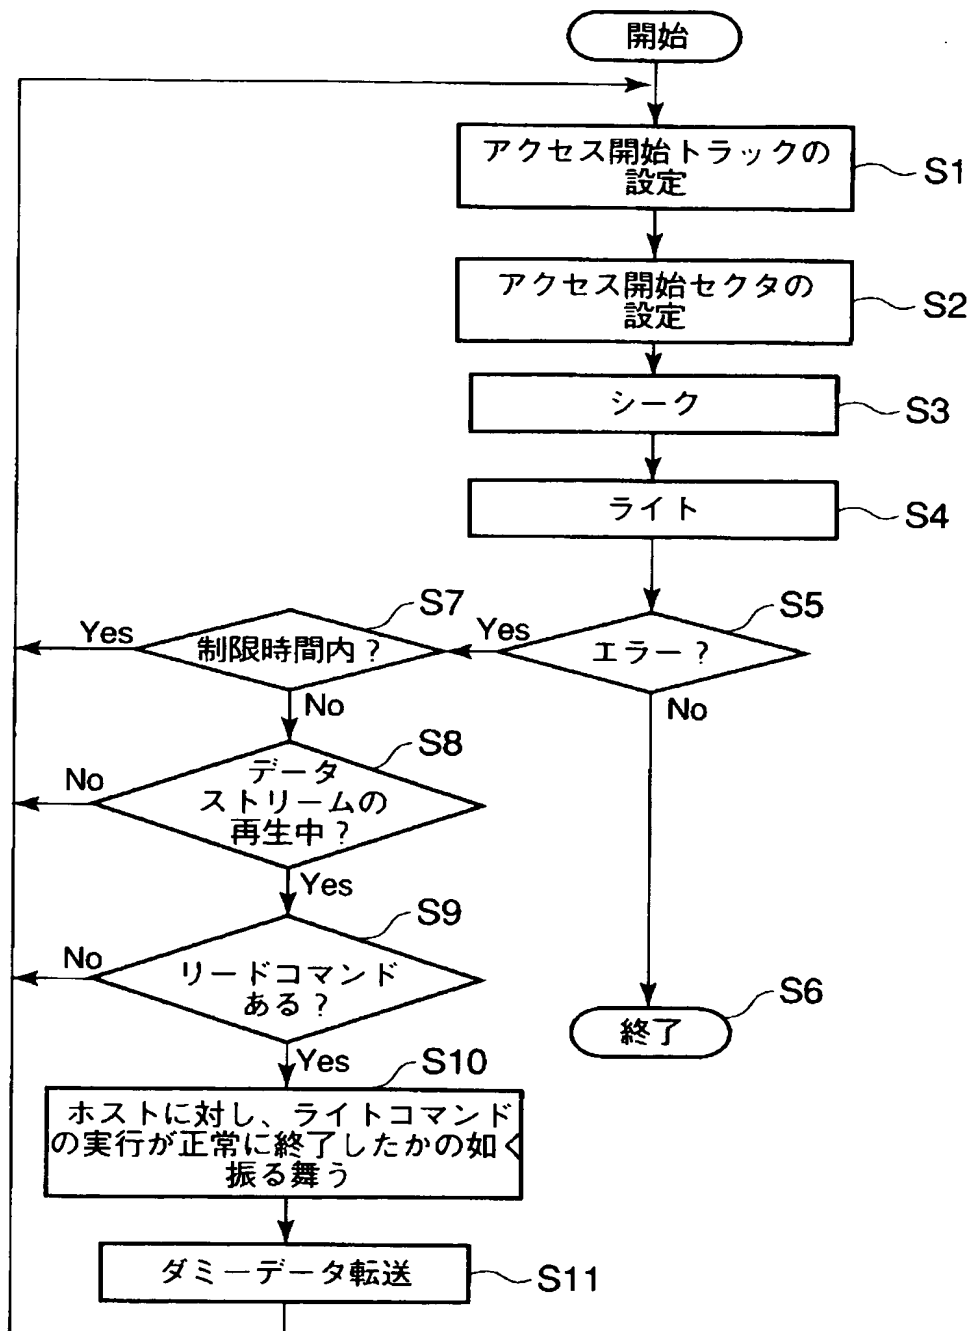 開始
アクセス開始トラックの
設定
S1
アクセス開始セクタの
設定
S2
シーク
S3
ライト
S4
エラー？
S5
Yes
No
制限時間内？
S7
Yes
No
データ
ストリームの
再生中？
S8
No
Yes
リードコマンド
ある？
S9
No
Yes
終了
S6
ホストに対し、ライトコマンド
の実行が正常に終了したかの如く
振る舞う
S10
ダミーデータ転送
S11